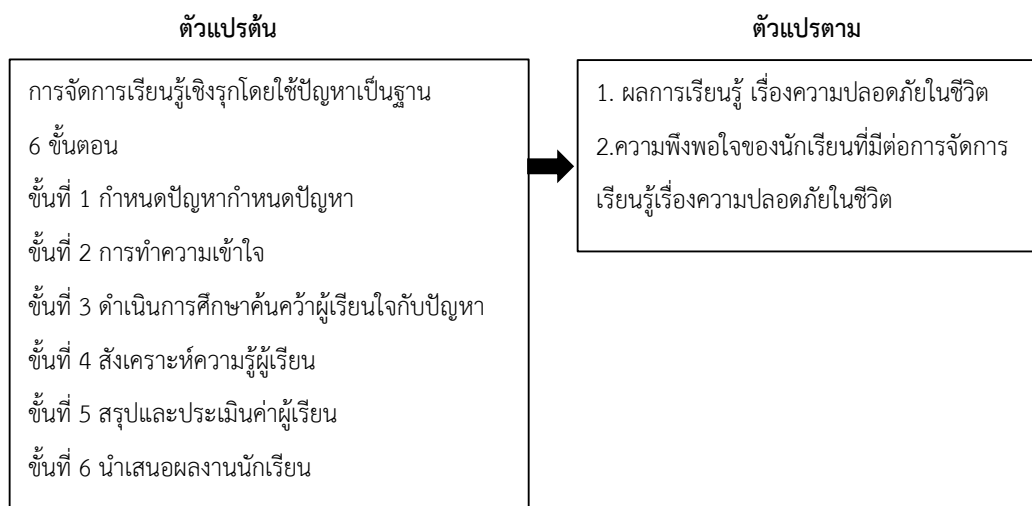 ตัวแปรต้น
การจัดการเรียนรู้เชิงรุกโดยใช้ปัญหาเป็นฐาน
6 ขั้นตอน
ขั้นที่ 1 กำหนดปัญหากำหนดปัญหา
ขั้นที่ 2 การทำความเข้าใจ
ขั้นที่ 3 ดำเนินการศึกษาค้นคว้าผู้เรียนใจกับปัญหา
ขั้นที่ 4 สังเคราะห์ความรู้ผู้เรียน
ขั้นที่ 5 สรุปและประเมินค่าผู้เรียน
ขั้นที่ 6 นำเสนอผลงานนักเรียน
ตัวแปรตาม
1. ผลการเรียนรู้ เรื่องความปลอดภัยในชีวิต
2.ความพึงพอใจของนักเรียนที่มีต่อการจัดการ
เรียนรู้เรื่องความปลอดภัยในชีวิต